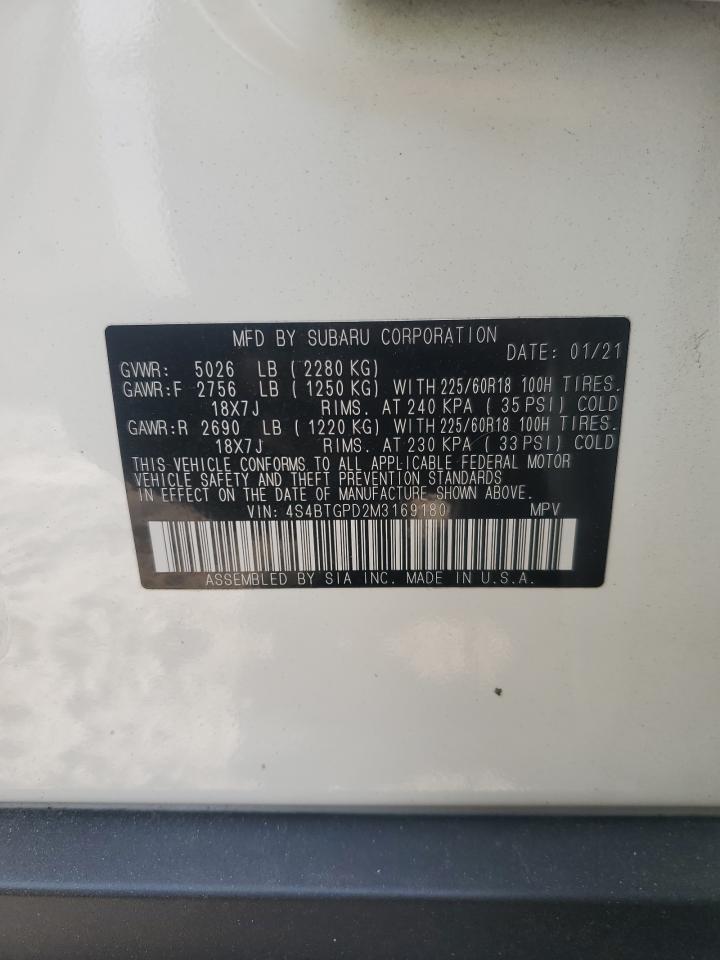 MFD BY SUBARU CORPORATION
DATE: 01/21
GVWR: 5026 LB ( 2280 KG)
GAWR:F 2756 LB ( 1250 KG) WITH 225/60R18 100H TIRES.
18X7J RIMS. AT 240 KPA ( 35 PSI) COLD
GAWR:R 2690 LB ( 1220 KG) WITH 225/60R18 100H TIRES.
18X7J RIMS. AT 230 KPA ( 33 PSI) COLD
THIS VEHICLE CONFORMS TO ALL APPLICABLE FEDERAL MOTOR
VEHICLE SAFETY AND THEFT PREVENTION STANDARDS
IN EFFECT ON THE DATE OF MANUFACTURE SHOWN ABOVE.
VIN: 4S4BTGPD2M3169180 MPV
ASSEMBLED BY SIA INC. MADE IN U.S.A.